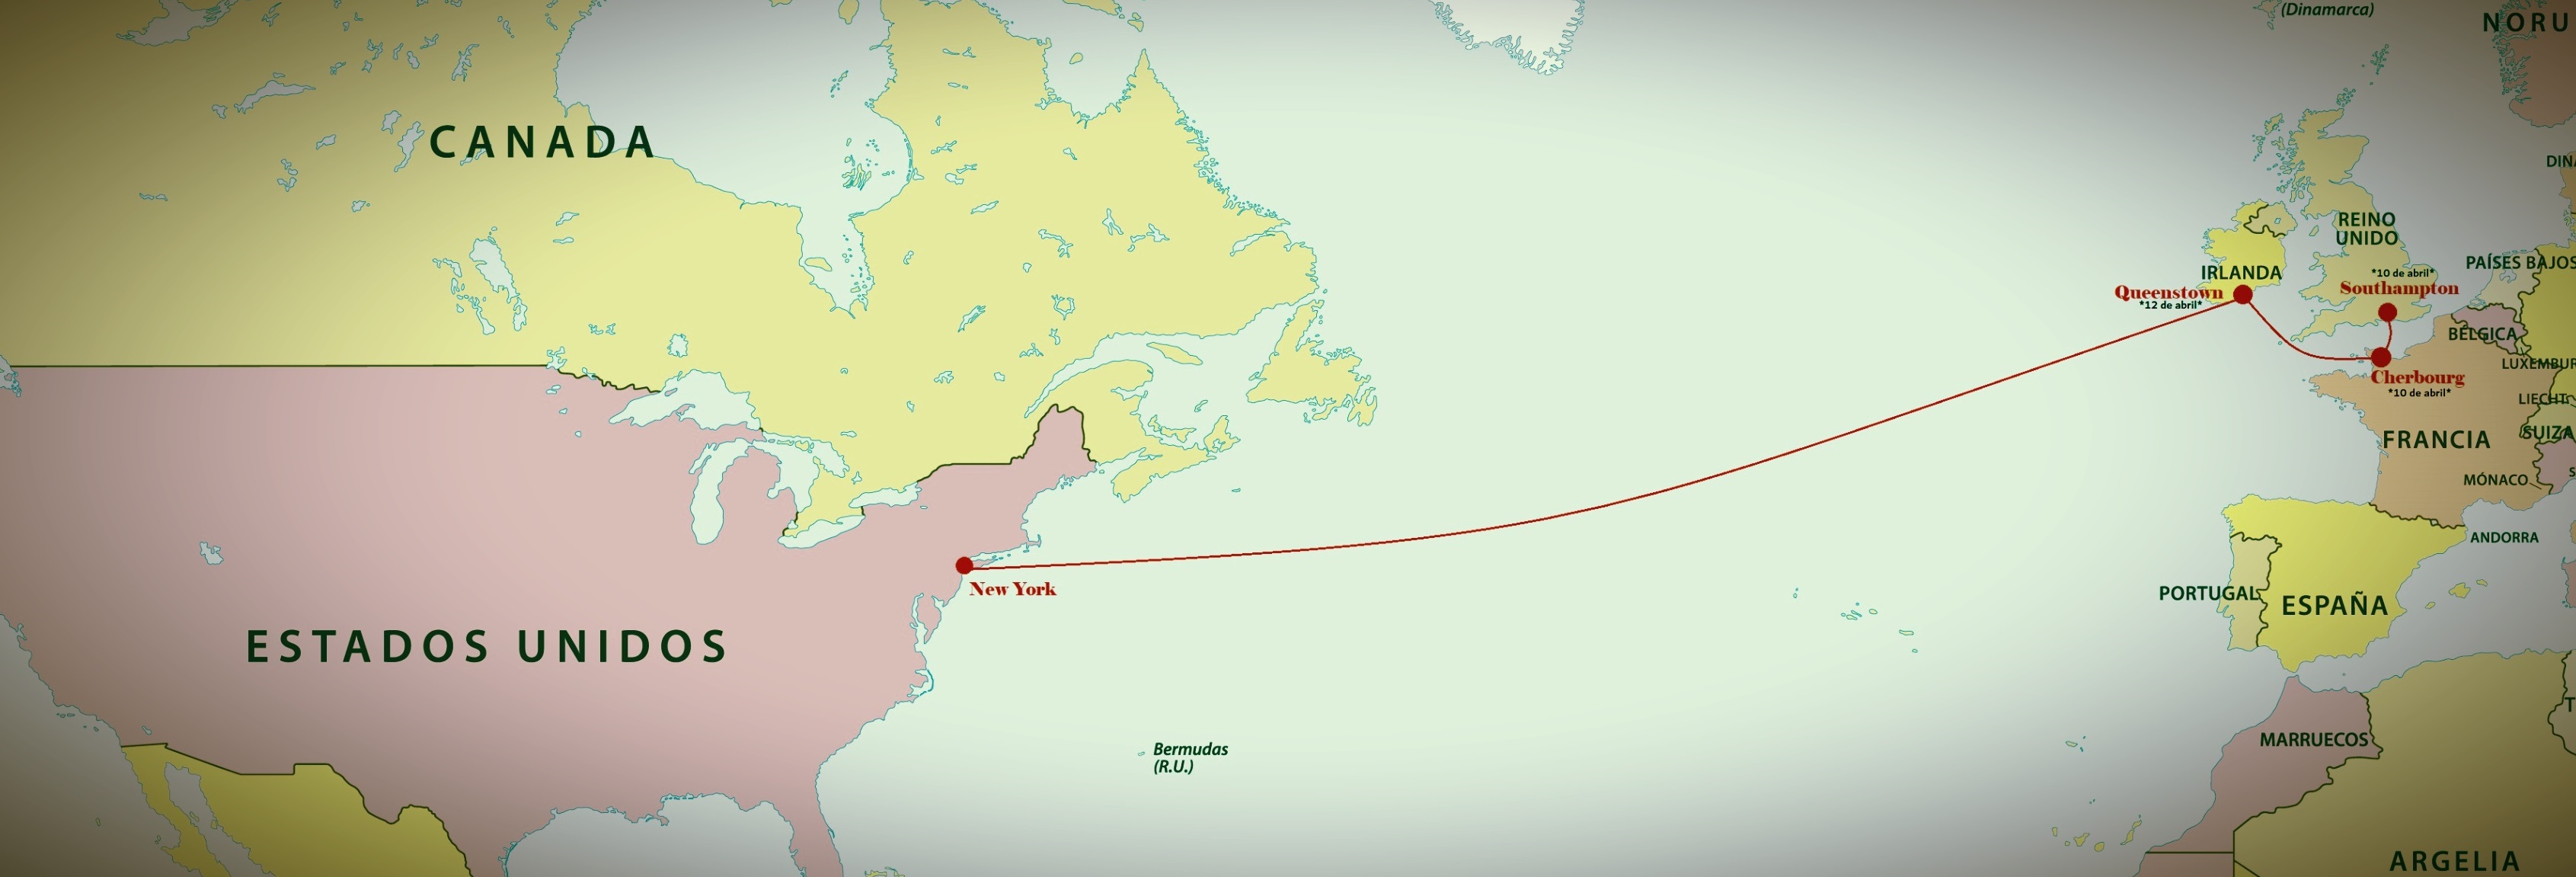 (Dinamarca)
NORU
CANADA
DIN
REINO
UNIDO
PAÍSES BAJOS
IRLANDA
*10 de abril*
Southampton
Queenstown
*12 de abril*
BÉLGICA
LUXEMBUR
Cherbourg
*10 de abril*
LIECHT.
SUIZA
FRANCIA
S
MÓNACO
ANDORRA
New York
PORTUGAL
ESPAÑA
ESTADOS UNIDOS
T
MARRUECOS
Bermudas
(R.U.)
ARGELIA